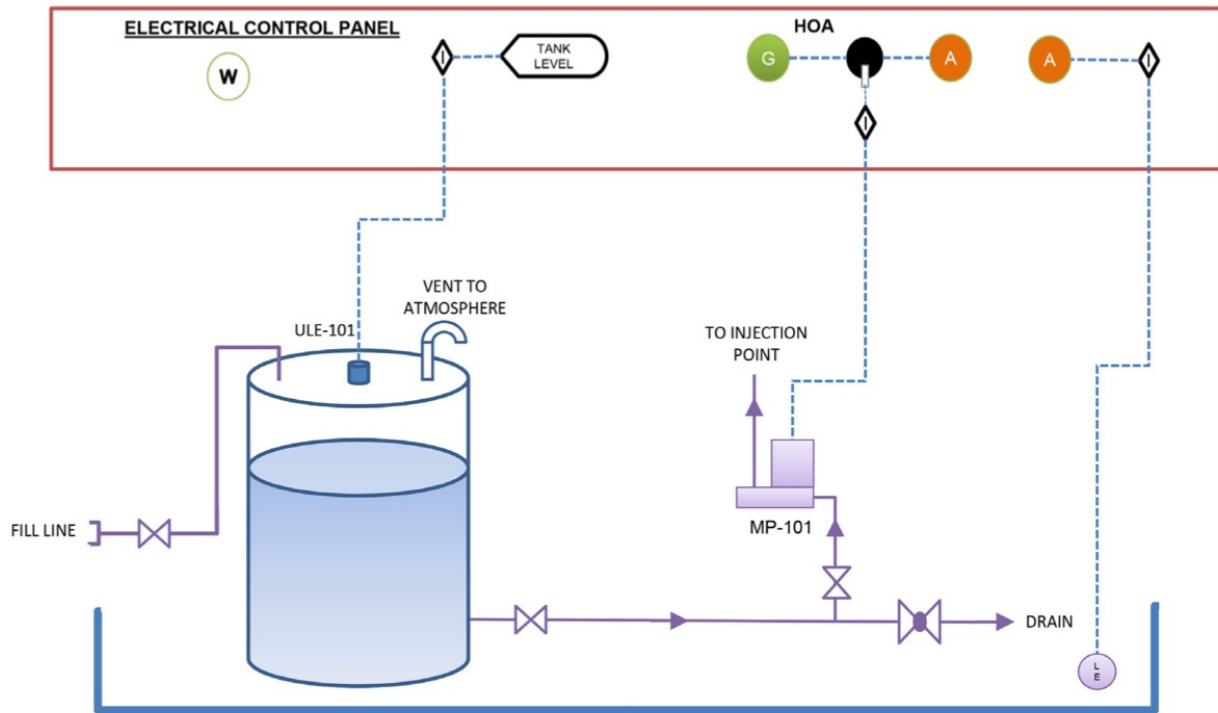 ELECTRICAL CONTROL PANEL
W
I
TANK
LEVEL
HOA
G
A
A
I
I
VENT TO
ATMOSPHERE
ULE-101
TO INJECTION
POINT
FILL LINE
MP-101
DRAIN
L
E